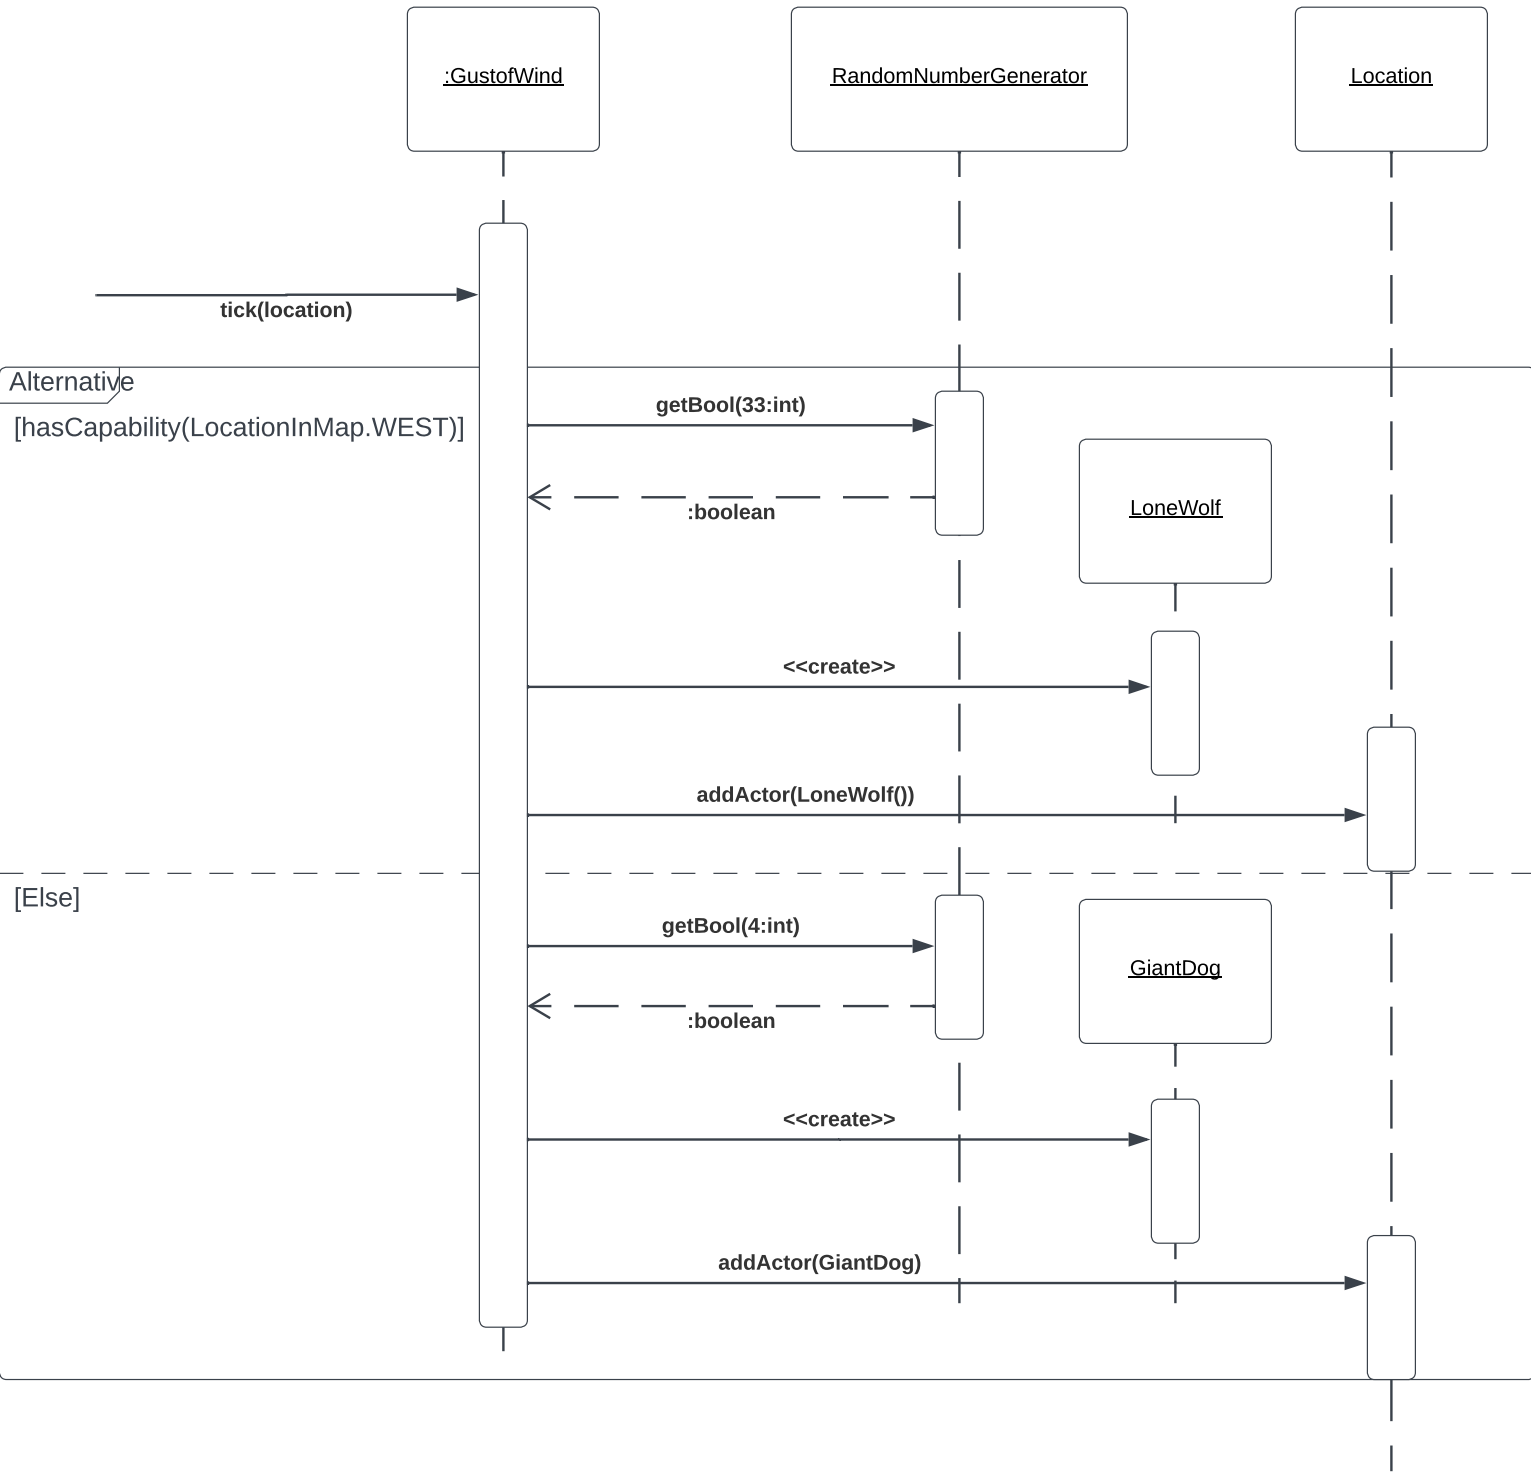 :GustofWind
RandomNumberGenerator
Location
tick(location)
Alternative
[hasCapability(LocationInMap.WEST)]
getBool(33:int)
:boolean
LoneWolf
<<create>>
addActor(LoneWolf())
[Else]
getBool(4:int)
:boolean
GiantDog
<<create>>
addActor(GiantDog)